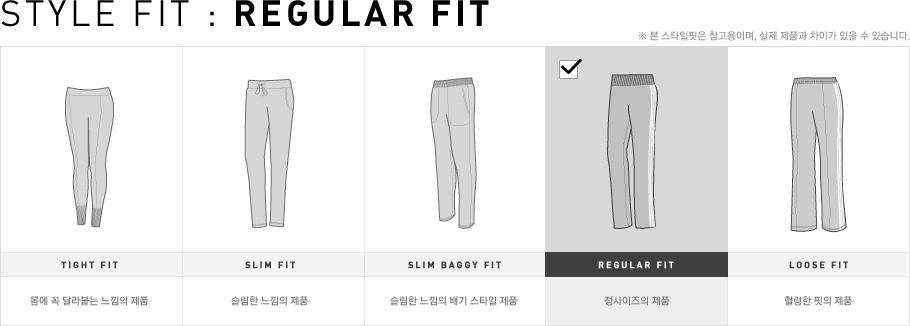 STYLE FIT : REGULAR FIT
※ 본 스타일핏은 참고용이며, 실제 제품과 차이가 있을 수 있습니다.
TIGHT FIT
SLIM FIT
SLIM BAGGY FIT
REGULAR FIT
LOOSE FIT
몸에 꼭 달라붙는 느낌의 제품
슬림한 느낌의 제품
슬림한 느낌의 배기 스타일 제품
정사이즈의 제품
헐렁한 핏의 제품